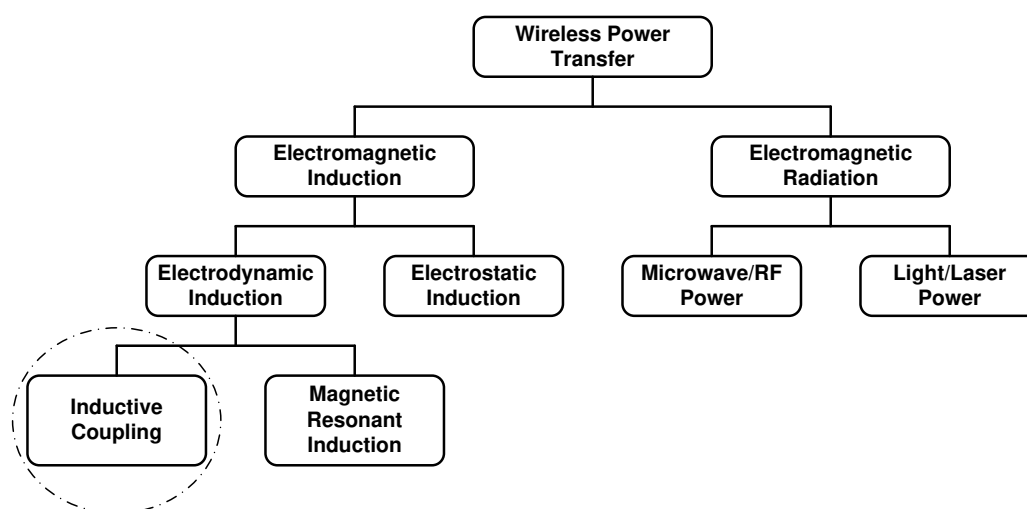 Wireless Power
Transfer
Electromagnetic
Induction
Electromagnetic
Radiation
Electrodynamic
Induction
Electrostatic
Induction
Microwave/RF
Power
Light/Laser
Power
Inductive
Coupling
Magnetic
Resonant
Induction